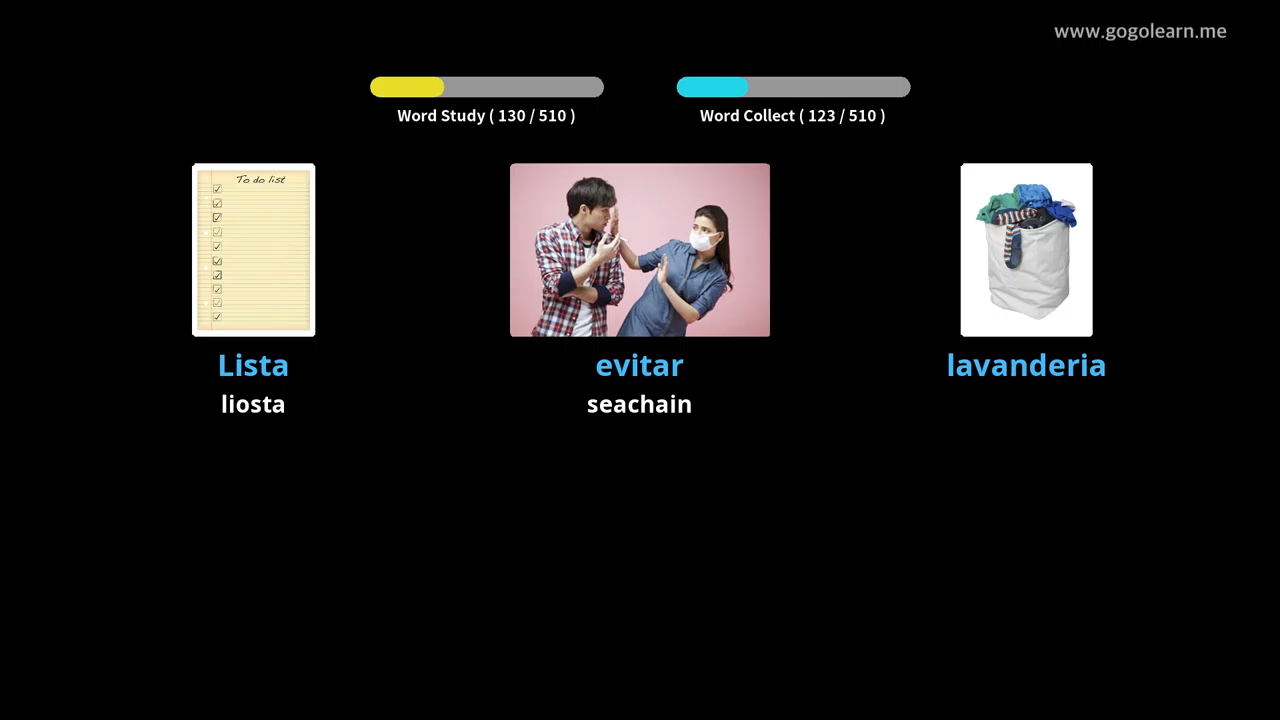 www.gogolearn.me
Word Study ( 130 / 510 )
Word Collect ( 123 / 510 )
To do list
Lista
evitar
lavanderia
liosta
seachain